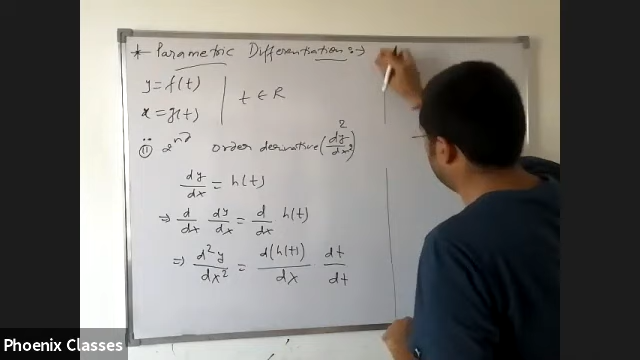 * Parametric Differentiation :→
y = f(t)
x = g(t)
t ∈ R
(ii) 2nd order derivative (d²y/dx²)
dy/dx = h(t)
⇒ d/dx dy/dx = d/dx h(t)
⇒ d²y/dx² = d(h(t))/dx dt/dt
Phoenix Classes